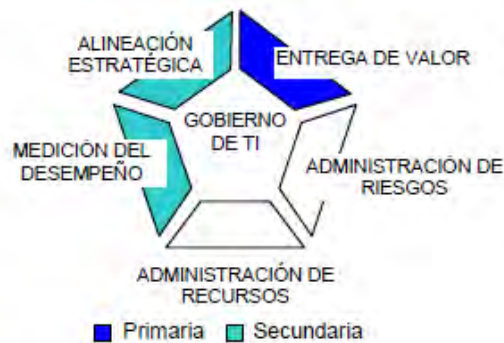 ALINEACIÓN
ESTRATÉGICA
ENTREGA DE VALOR
GOBIERNO
DE TI
MEDICIÓN DEL
DESEMPEÑO
ADMINISTRACIÓN DE
RIESGOS
ADMINISTRACIÓN DE
RECURSOS
Primaria Secundaria